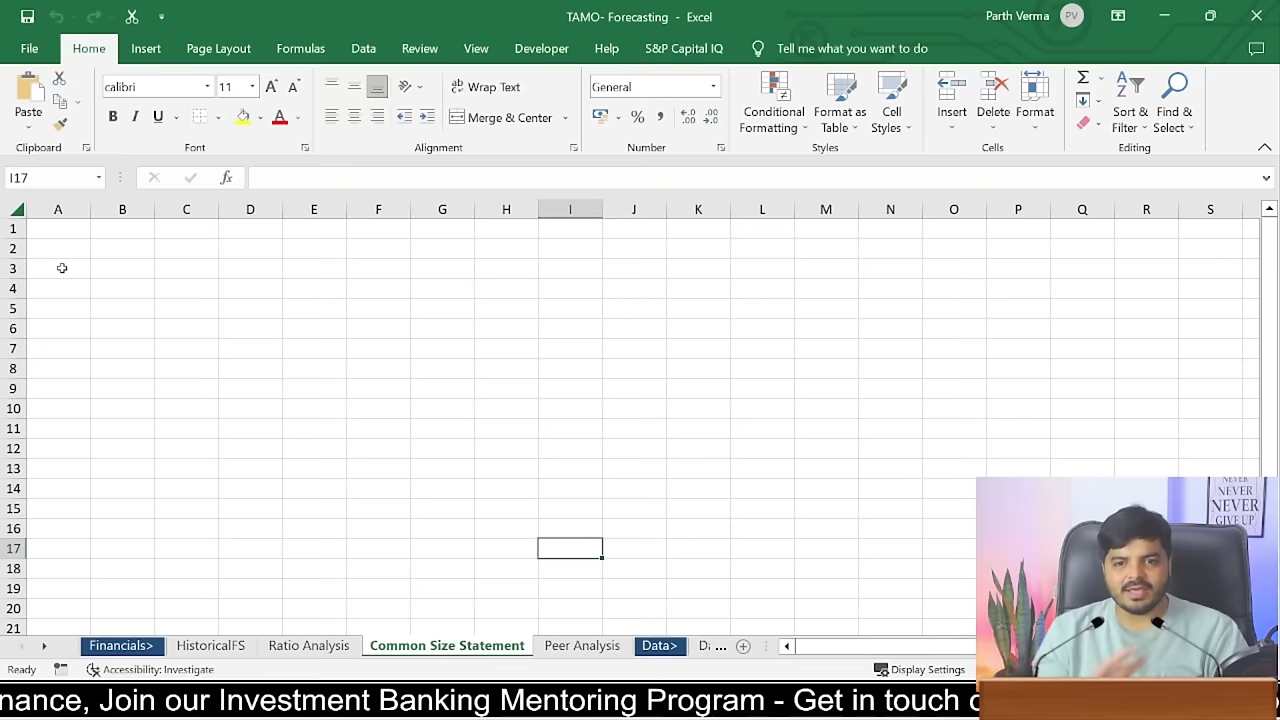 TAMO- Forecasting - Excel
Parth Verma
PV
File Home Insert Page Layout Formulas Data Review View Developer Help S&P Capital IQ Tell me what you want to do
Paste
Clipboard
calibri 11
B I U
Font
Wrap Text
Merge & Center
Alignment
General
Number
Conditional Formatting
Format as Table
Cell Styles
Styles
Insert Delete Format
Cells
Sort & Filter
Find & Select
Editing
I17
fx
A B C D E F G H I J K L M N O P Q R S
1
2
3
4
5
6
7
8
9
10
11
12
13
14
15
16
17
18
19
20
21
NEVER
NEVER
NEVER
GIVE UP
Financials> HistoricalFS Ratio Analysis Common Size Statement Peer Analysis Data> D ...
Ready Accessibility: Investigate Display Settings
nance, Join our Investment Banking Mentoring Program - Get in touch